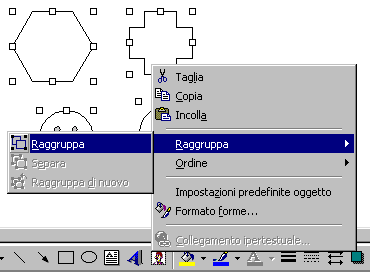 Taglia
Copia
Incolla
Raggruppa
Ordine
Impostazioni predefinite oggetto
Formato forme...
Collegamento ipertestuale...
Raggruppa
Separa
Raggruppa di nuovo